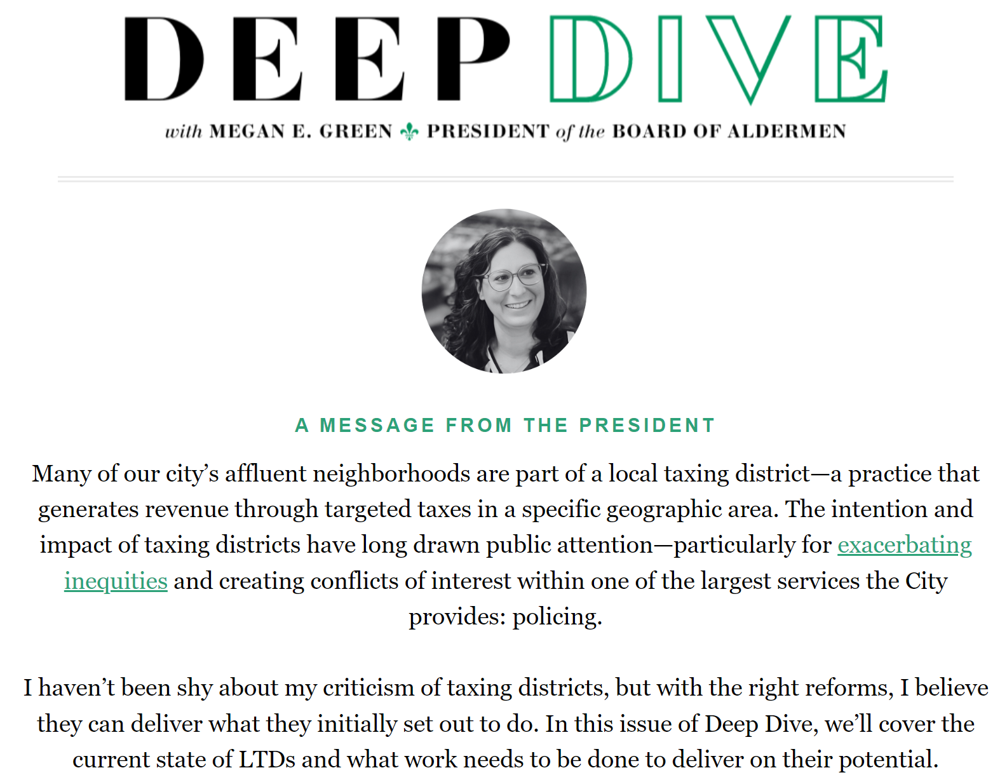 DEEP DIVE
with MEGAN E. GREEN PRESIDENT of the BOARD OF ALDERMEN
A MESSAGE FROM THE PRESIDENT
Many of our city’s affluent neighborhoods are part of a local taxing district—a practice that
generates revenue through targeted taxes in a specific geographic area. The intention and
impact of taxing districts have long drawn public attention—particularly for exacerbating
inequities and creating conflicts of interest within one of the largest services the City
provides: policing.
I haven’t been shy about my criticism of taxing districts, but with the right reforms, I believe
they can deliver what they initially set out to do. In this issue of Deep Dive, we’ll cover the
current state of LTDs and what work needs to be done to deliver on their potential.